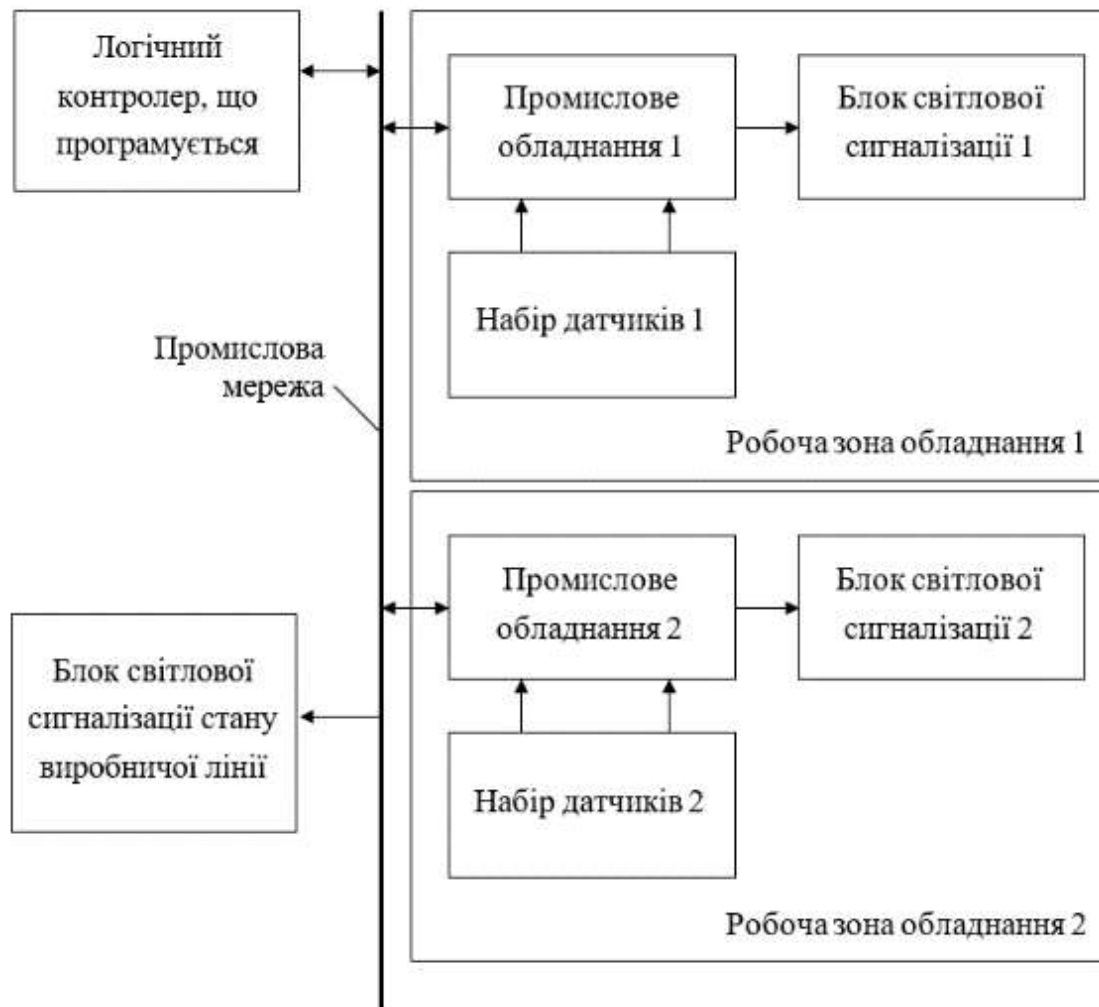 Логічний
контролер, що
програмується
Промислове
обладнання 1
Блок світлової
сигналізації 1
Набір датчиків 1
Промислова
мережа
Робоча зона обладнання 1
Промислове
обладнання 2
Блок світлової
сигналізації 2
Блок світлової
сигналізації стану
виробничої лінії
Набір датчиків 2
Робоча зона обладнання 2